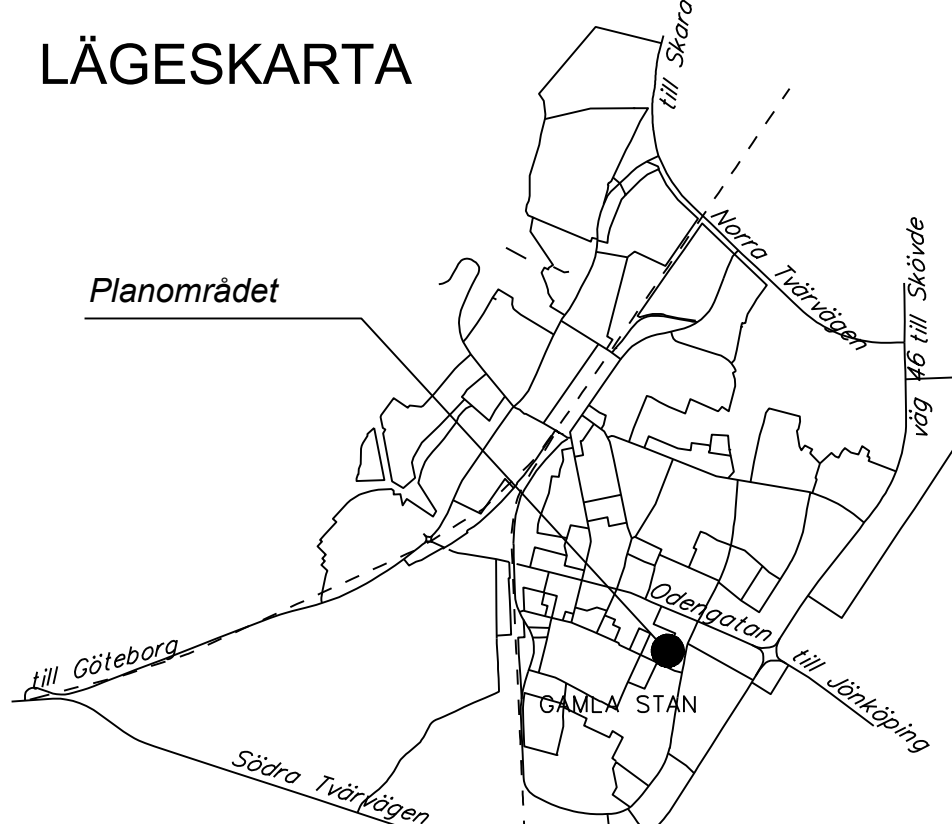 LÄGESKARTA
till Skara
Norra Tvärvägen
väg 46 till Skövde
Planområdet
Odengatan
till Göteborg
till Jönköping
GAMLA STAN
Södra Tvärvägen